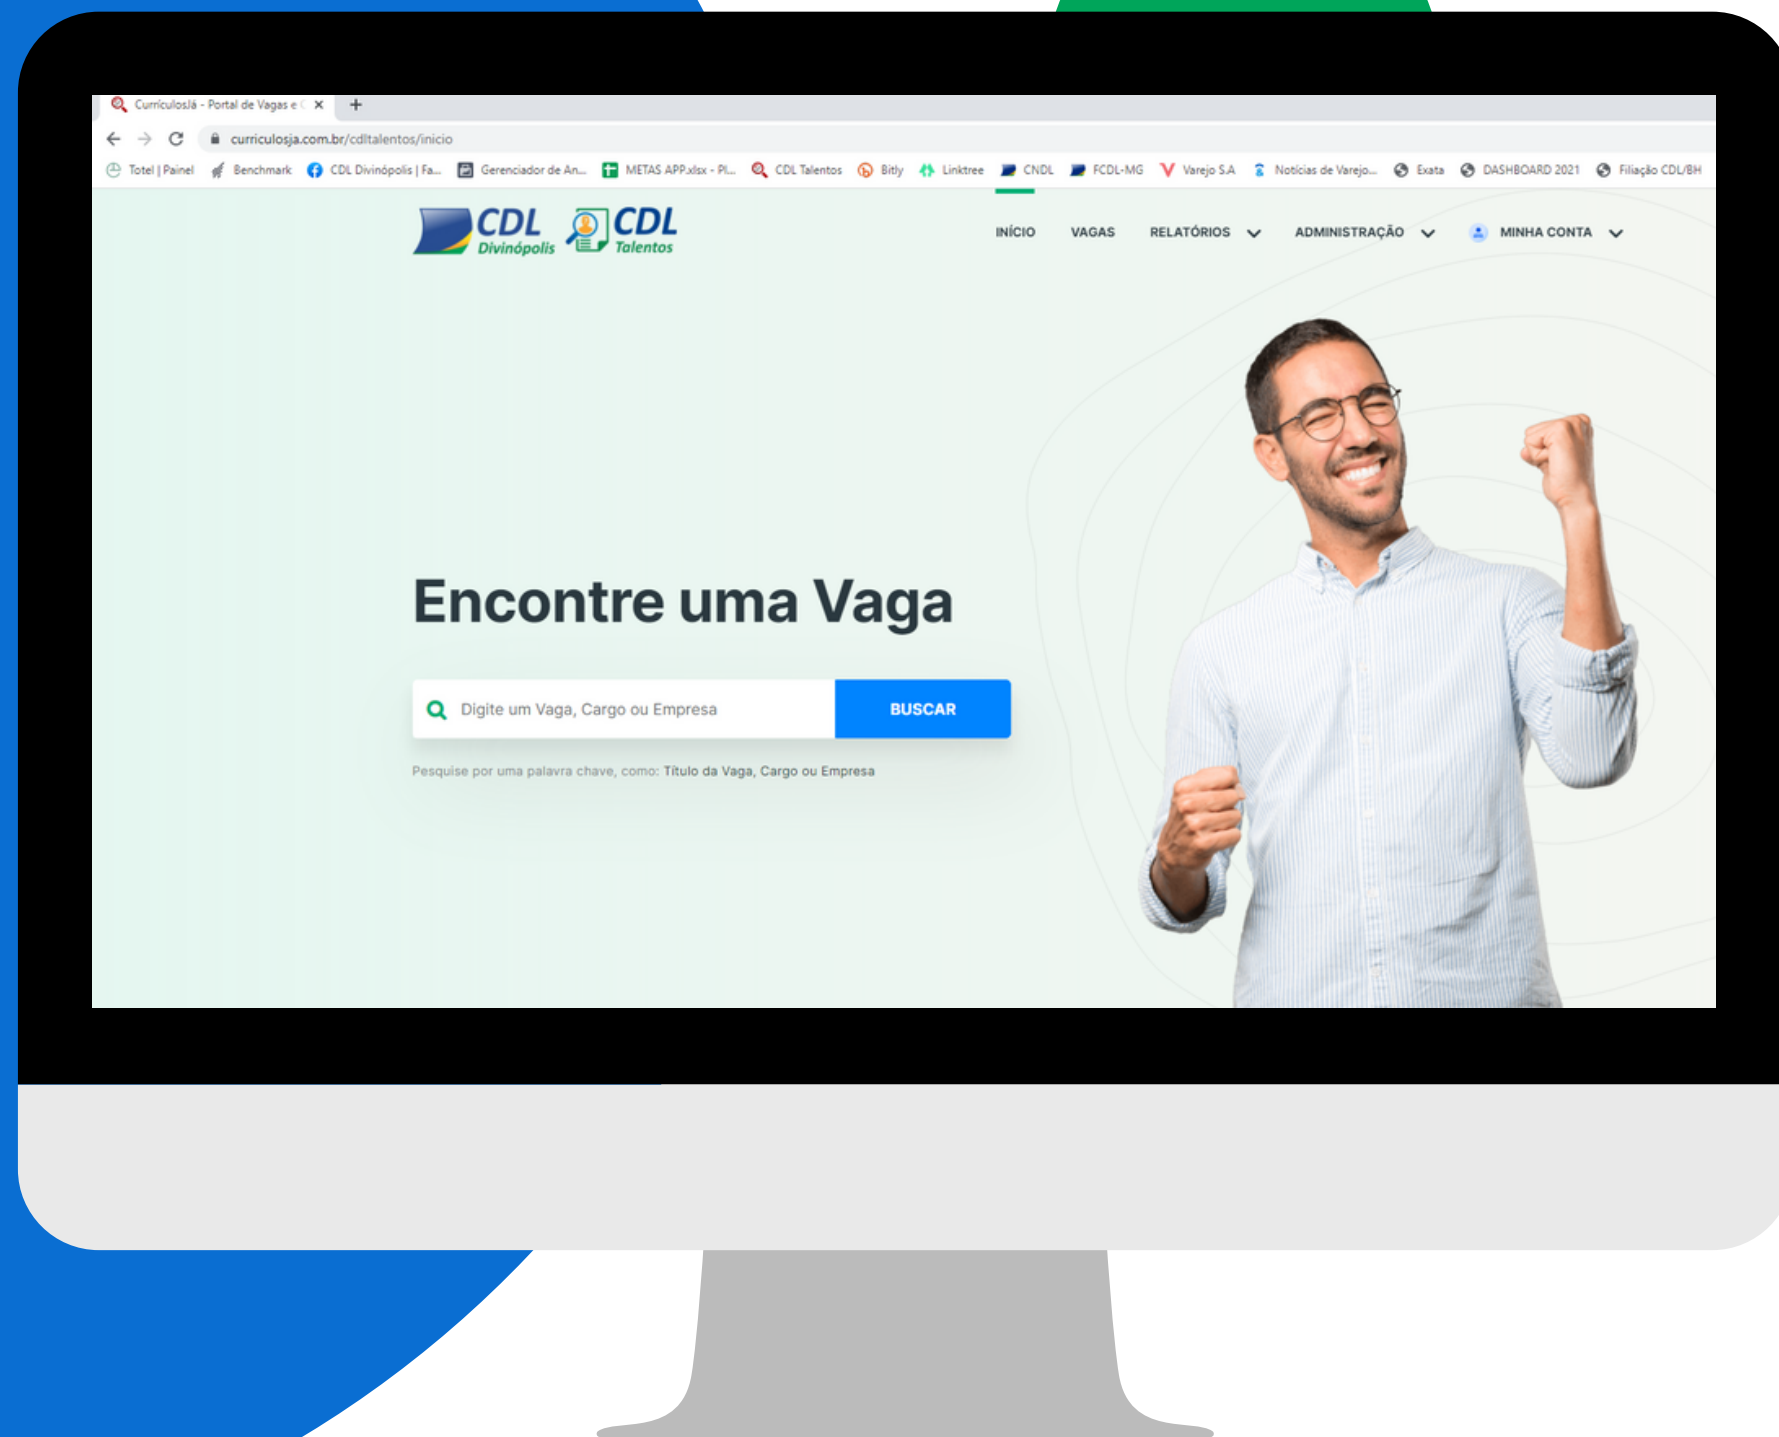 CurrículosJá - Portal de Vagas e C
curriculosja.com.br/cdltalentos/inicio
Totel | Painel Benchmark CDL Divinópolis | Fa... Gerenciador de An... METAS APP.xlsx - Pl... CDL Talentos Bitly Linktree CNDL FCDL-MG Varejo S.A Notícias de Varejo... Exata DASHBOARD 2021 Filiação CDL/BH
CDL Divinópolis CDL Talentos
INÍCIO VAGAS RELATÓRIOS ADMINISTRAÇÃO MINHA CONTA
Encontre uma Vaga
Digite um Vaga, Cargo ou Empresa BUSCAR
Pesquise por uma palavra chave, como: Título da Vaga, Cargo ou Empresa